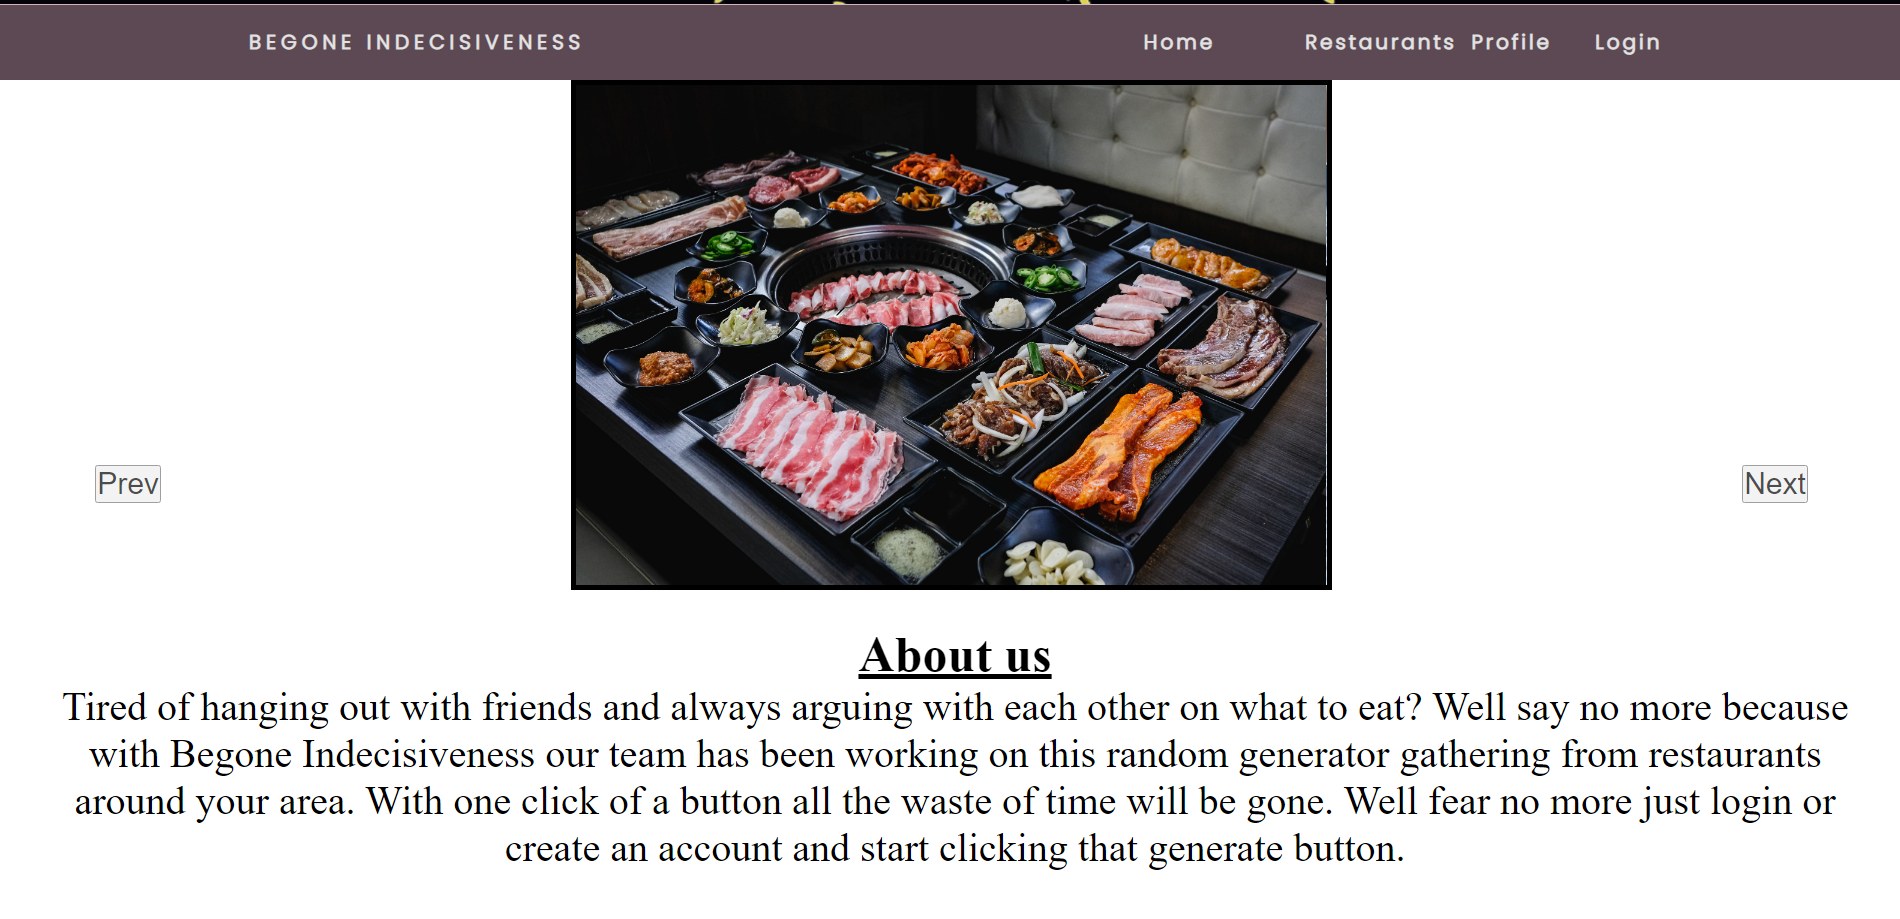 BEGONE INDECISIVENESS Home Restaurants Profile Login
Prev Next
About us
Tired of hanging out with friends and always arguing with each other on what to eat? Well say no more because
with Begone Indecisiveness our team has been working on this random generator gathering from restaurants
around your area. With one click of a button all the waste of time will be gone. Well fear no more just login or
create an account and start clicking that generate button.